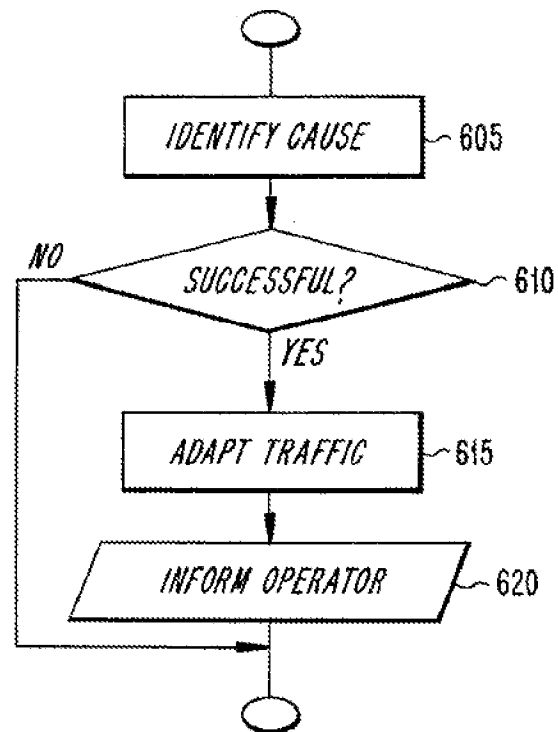 IDENTIFY CAUSE
605
NO
SUCCESSFUL?
610
YES
ADAPT TRAFFIC
615
INFORM OPERATOR
620